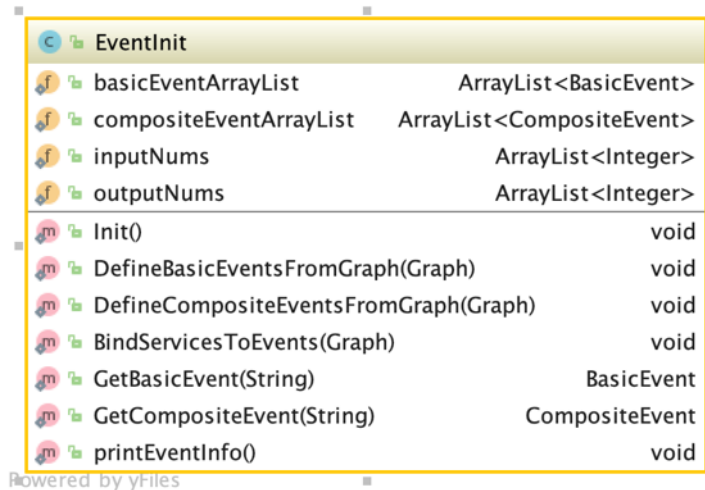 C EventInit
f basicEventArrayList ArrayList<BasicEvent>
f compositeEventArrayList ArrayList<CompositeEvent>
f inputNums ArrayList<Integer>
f outputNums ArrayList<Integer>
m Init() void
m DefineBasicEventsFromGraph(Graph) void
m DefineCompositeEventsFromGraph(Graph) void
m BindServicesToEvents(Graph) void
m GetBasicEvent(String) BasicEvent
m GetCompositeEvent(String) CompositeEvent
m printEventInfo() void
Powered by yFiles